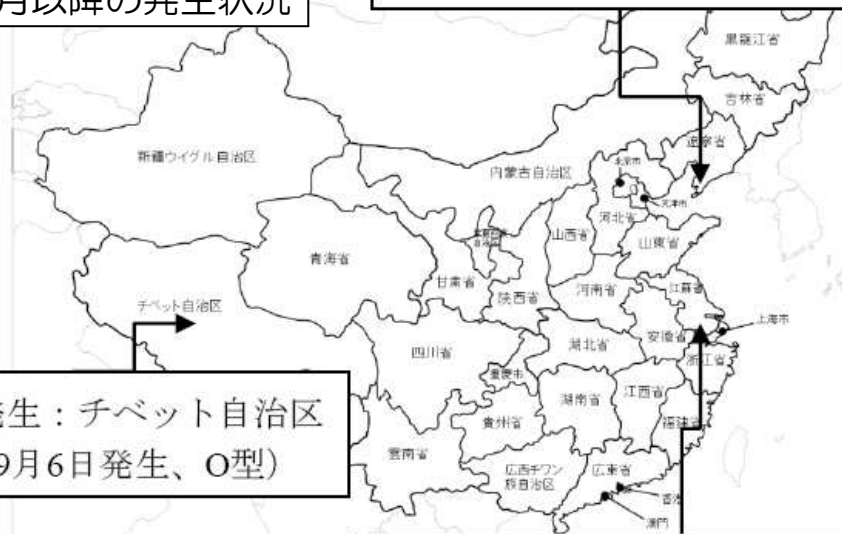 月以降の発生状況
黒龍江省
吉林省
遼寧省
新疆ウイグル自治区
内蒙古自治区
北京市
天津市
河北省
山西省
山東省
青海省
甘粛省
陝西省
河南省
江蘇省
チベット自治区
上海市
安徽省
四川省
湖北省
浙江省
重慶市
江西省
湖南省
貴州省
福建省
生：チベット自治区
9月6日発生、O型）
雲南省
広西チワン
族自治区
広東省
香港
澳門